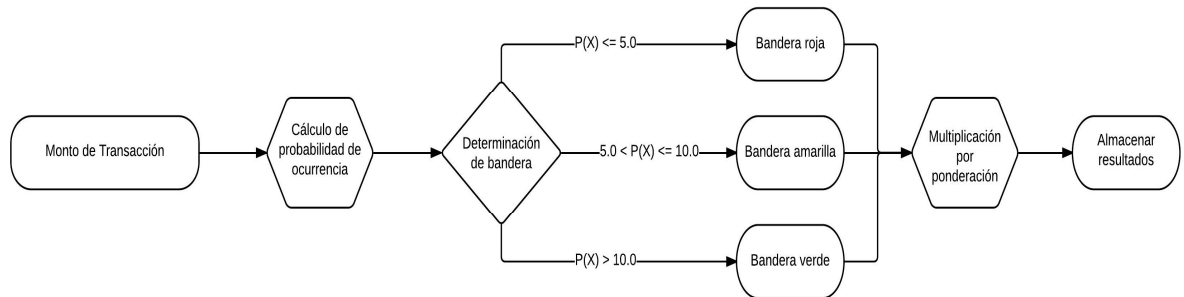 Monto de Transacción
Cálculo de
probabilidad de
ocurrencia
Determinación
de bandera
P(X) <= 5.0
Bandera roja
5.0 < P(X) <= 10.0
Bandera amarilla
P(X) > 10.0
Bandera verde
Multiplicación
por
ponderación
Almacenar
resultados